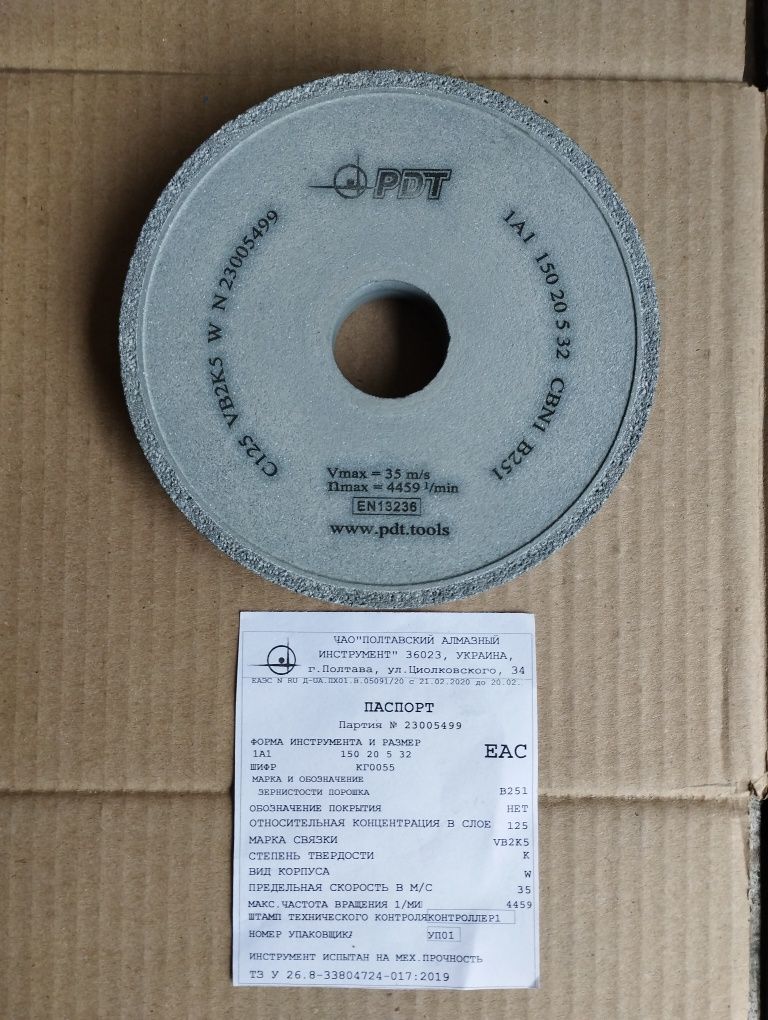 PDT
C125 VB2K5 W N 23005499
1A1 150 20 5 32 CBN1 B251
Vmax = 35 m/s
nmax = 4459 1/min
EN13236
www.pdt.tools
ЧАО"ПОЛТАВСКИЙ АЛМАЗНЫЙ
ИНСТРУМЕНТ" 36023, УКРАИНА,
г.Полтава, ул.Циолковского, 34
ЕАЭС N RU Д-UA.ПХ01.В.05091/20 с 21.02.2020 до 20.02.
ПАСПОРТ
Партия № 23005499
ФОРМА ИНСТРУМЕНТА И РАЗМЕР
1A1 150 20 5 32
EAC
ШИФР КГ0055
МАРКА И ОБОЗНАЧЕНИЕ
ЗЕРНИСТОСТИ ПОРОШКА B251
ОБОЗНАЧЕНИЕ ПОКРЫТИЯ НЕТ
ОТНОСИТЕЛЬНАЯ КОНЦЕНТРАЦИЯ В СЛОЕ 125
МАРКА СВЯЗКИ VB2K5
СТЕПЕНЬ ТВЕРДОСТИ K
ВИД КОРПУСА W
ПРЕДЕЛЬНАЯ СКОРОСТЬ В М/С 35
МАКС.ЧАСТОТА ВРАЩЕНИЯ 1/МИ 4459
ШТАМП ТЕХНИЧЕСКОГО КОНТРОЛЯ КОНТРОЛЛЕР1
НОМЕР УПАКОВЩИКА УП01
ИНСТРУМЕНТ ИСПЫТАН НА МЕХ.ПРОЧНОСТЬ
ТЗ У 26.8-33804724-017:2019